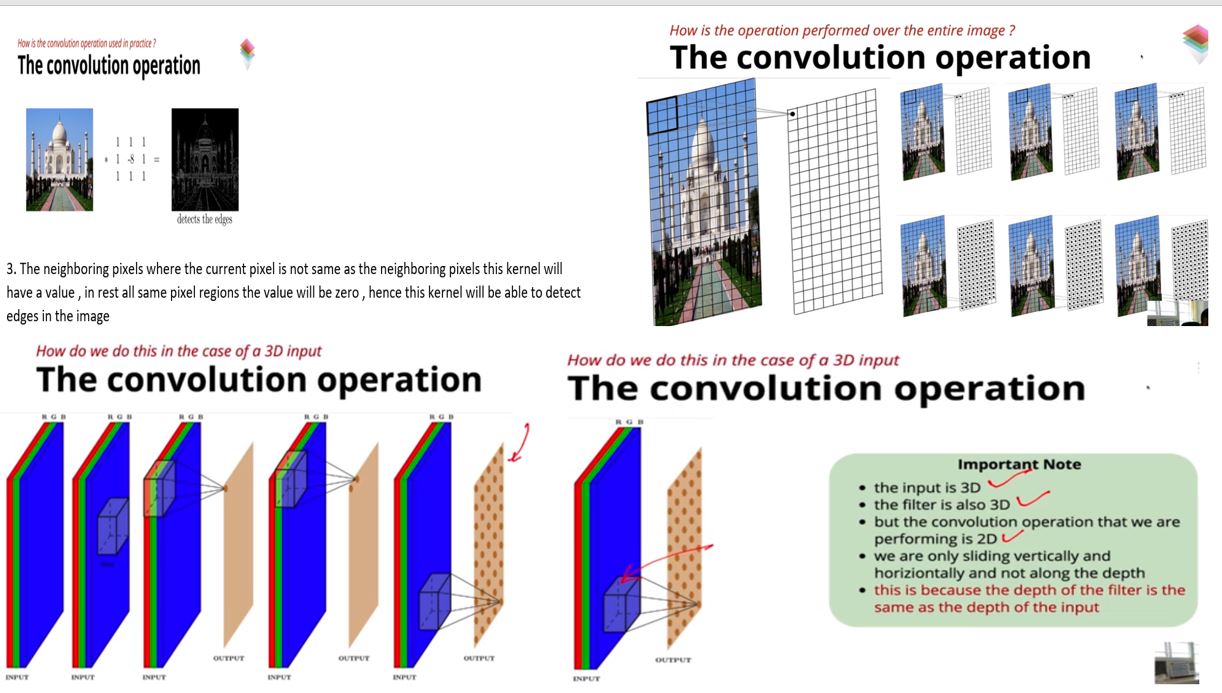 How is the convolution operation used in practice ?
The convolution operation
1 1 1
* 1 -8 1 =
1 1 1
detects the edges
3. The neighboring pixels where the current pixel is not same as the neighboring pixels this kernel will
have a value , in rest all same pixel regions the value will be zero , hence this kernel will be able to detect
edges in the image
How is the operation performed over the entire image ?
The convolution operation
How do we do this in the case of a 3D input
The convolution operation
R G B
R G B
R G B
R G B
R G B
OUTPUT
OUTPUT
OUTPUT
INPUT
INPUT
INPUT
INPUT
INPUT
How do we do this in the case of a 3D input
The convolution operation
R G B
OUTPUT
INPUT
Important Note
• the input is 3D
• the filter is also 3D
• but the convolution operation that we are
performing is 2D
• we are only sliding vertically and
horiziontally and not along the depth
• this is because the depth of the filter is the
same as the depth of the input